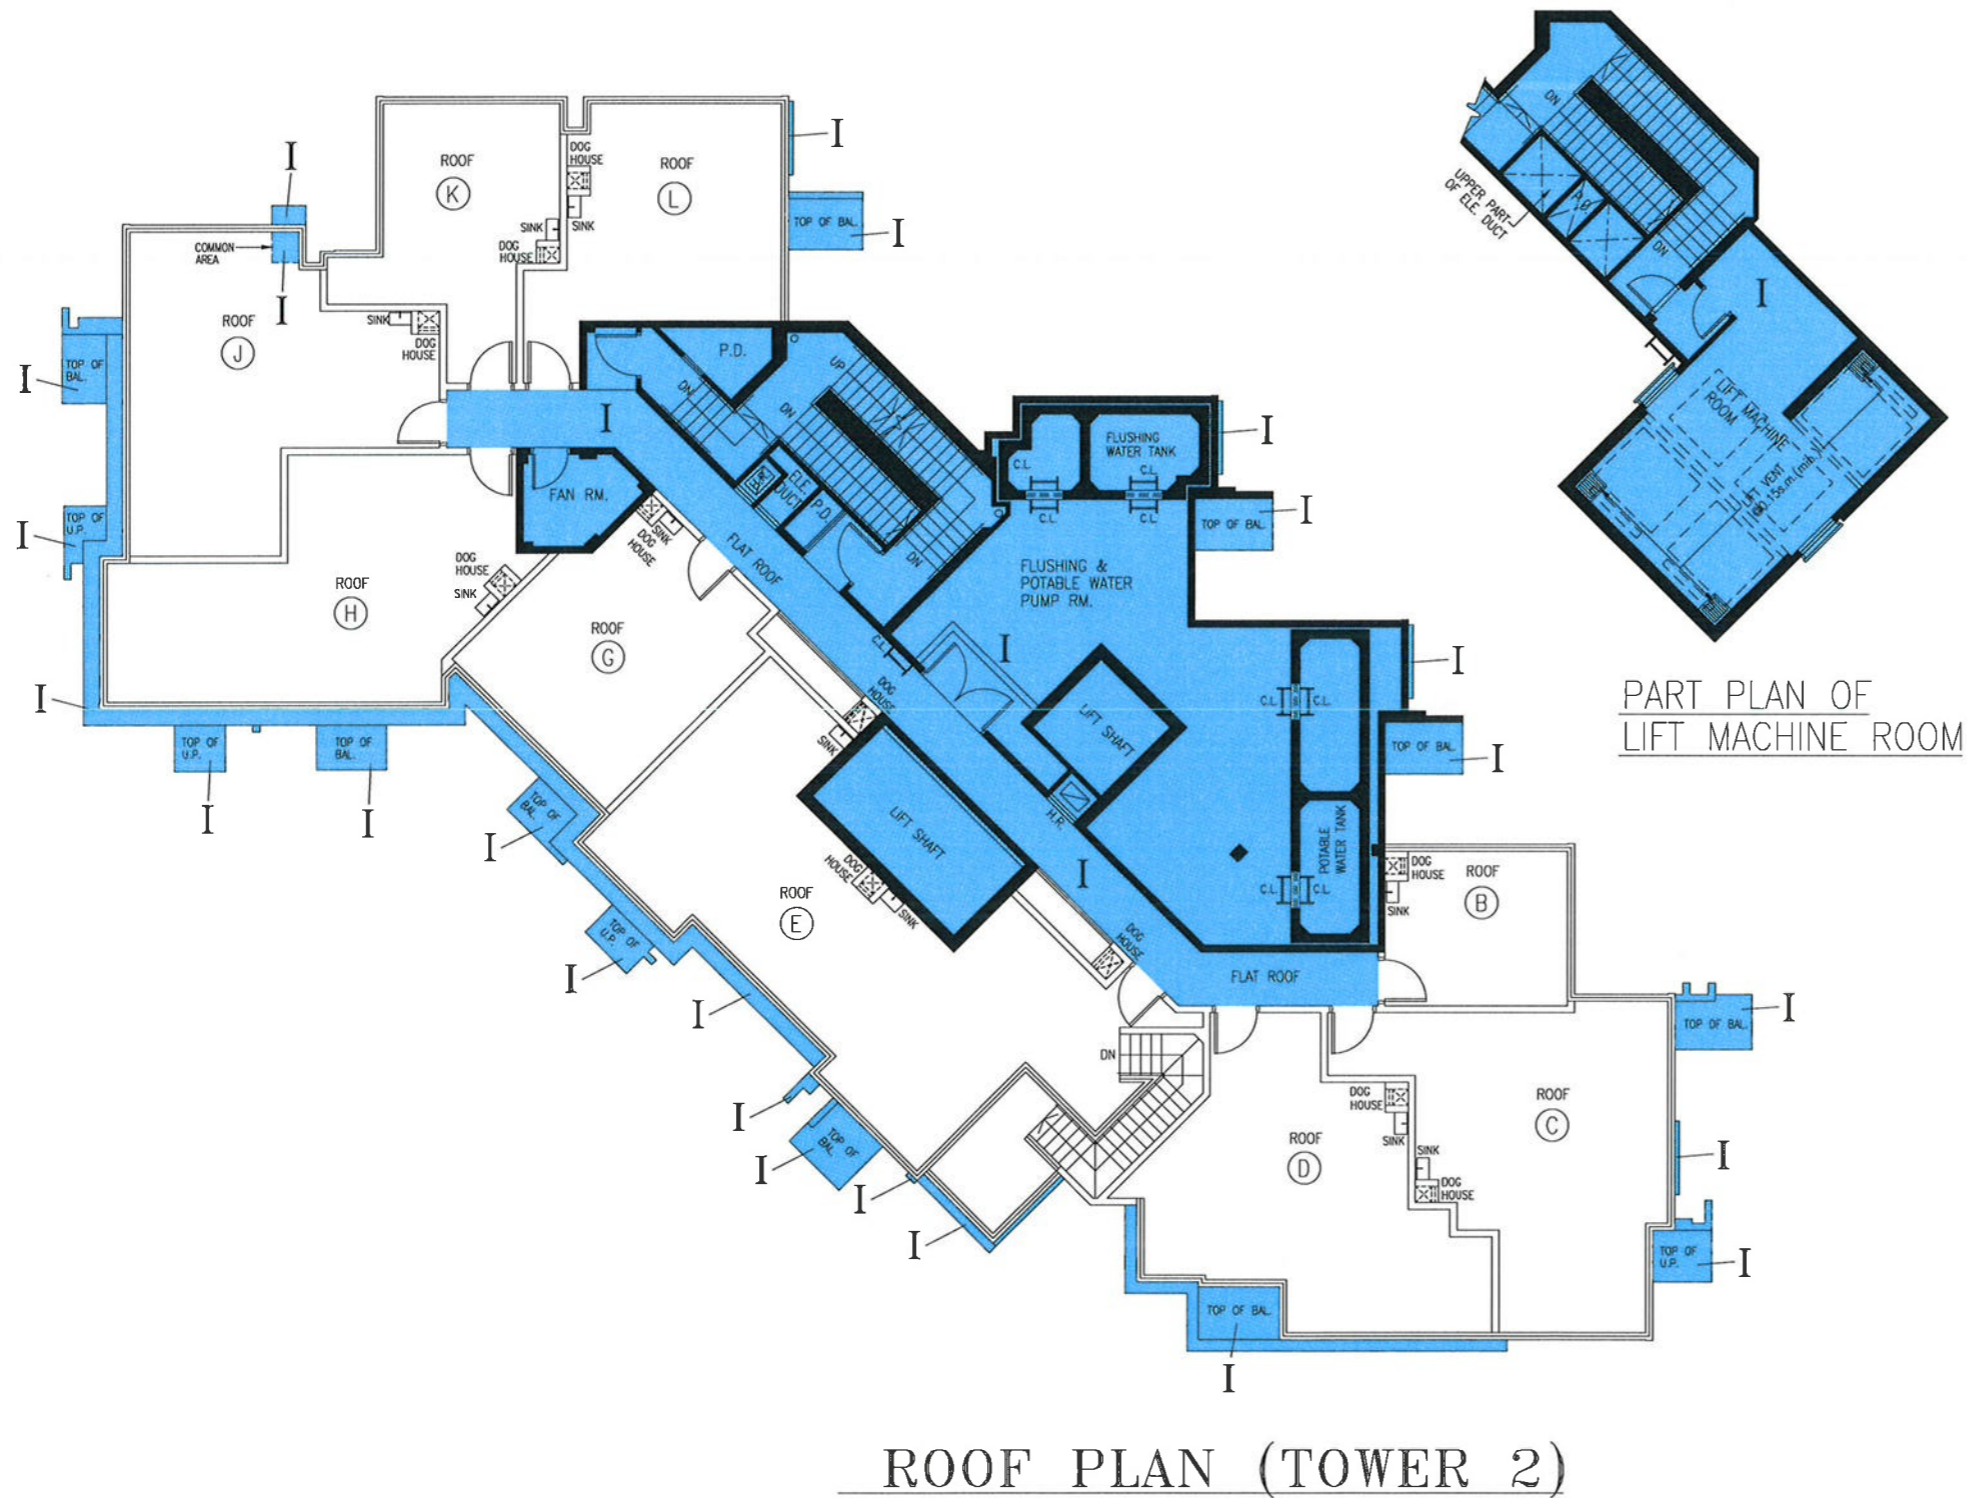 I
ROOF
K
DOG
HOUSE
SINK
ROOF
L
SINK
DOG
HOUSE
I
TOP OF BAL.
I
I
COMMON
AREA
I
ROOF
J
SINK
DOG
HOUSE
TOP OF
BAL.
I
TOP OF
U.P.
I
I
P.D.
DN
UP
DN
I
FAN RM.
ELE.
DUCT
P.D.
DN
C.L.
FLUSHING
WATER TANK
C.L.
C.L.
C.L.
I
TOP OF BAL.
I
DOG
HOUSE
SINK
ROOF
H
SINK
DOG
HOUSE
FLAT ROOF
FLUSHING &
POTABLE WATER
PUMP RM.
ROOF
G
C.L.
I
I
DOG
HOUSE
SINK
LIFT SHAFT
C.L.
C.L.
TOP OF BAL.
I
TOP OF
U.P.
I
TOP OF
BAL.
I
TOP OF
BAL.
I
LIFT SHAFT
H.R.
I
POTABLE
WATER TANK
C.L.
C.L.
DOG
HOUSE
SINK
ROOF
B
ROOF
E
DOG
HOUSE
SINK
TOP OF
U.P.
I
DOG
HOUSE
FLAT ROOF
I
TOP OF BAL.
I
DN
I
TOP OF
BAL.
I
I
I
DOG
HOUSE
SINK
ROOF
D
ROOF
C
SINK
DOG
HOUSE
I
TOP OF
U.P.
I
TOP OF BAL.
I
DN
UPPER PART
OF ELE. DUCT
P.D.
DN
I
LIFT MACHINE
ROOM
LIFT VENT
0.15s.m.(min.)
PART PLAN OF
LIFT MACHINE ROOM
ROOF PLAN (TOWER 2)